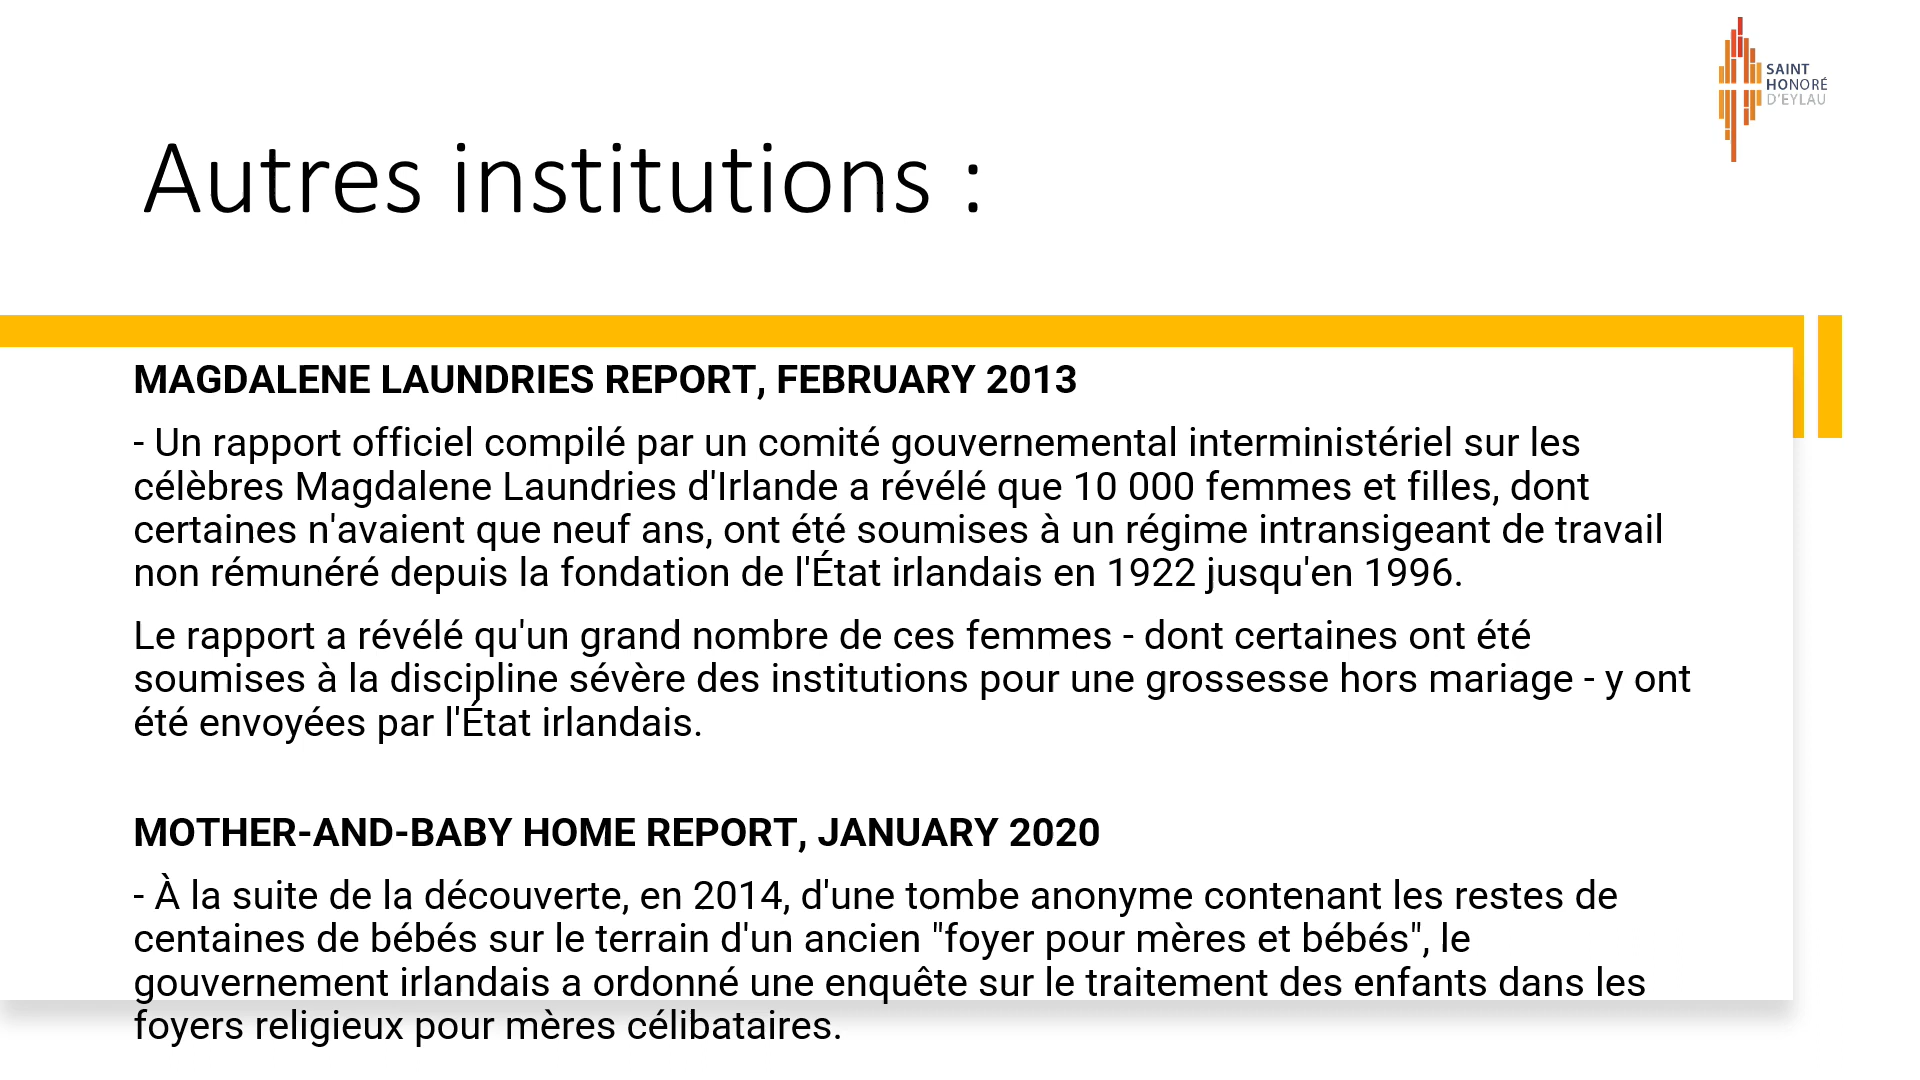 SAINT
HONORÉ
D'EYLAU
Autres institutions :
MAGDALENE LAUNDRIES REPORT, FEBRUARY 2013
- Un rapport officiel compilé par un comité gouvernemental interministériel sur les
célèbres Magdalene Laundries d'Irlande a révélé que 10 000 femmes et filles, dont
certaines n'avaient que neuf ans, ont été soumises à un régime intransigeant de travail
non rémunéré depuis la fondation de l'État irlandais en 1922 jusqu'en 1996.
Le rapport a révélé qu'un grand nombre de ces femmes - dont certaines ont été
soumises à la discipline sévère des institutions pour une grossesse hors mariage - y ont
été envoyées par l'État irlandais.
MOTHER-AND-BABY HOME REPORT, JANUARY 2020
- À la suite de la découverte, en 2014, d'une tombe anonyme contenant les restes de
centaines de bébés sur le terrain d'un ancien "foyer pour mères et bébés", le
gouvernement irlandais a ordonné une enquête sur le traitement des enfants dans les
foyers religieux pour mères célibataires.